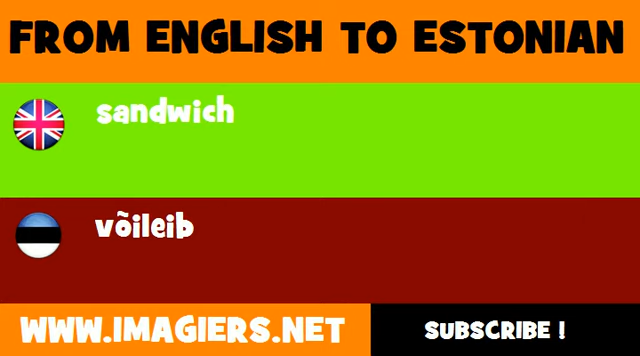 FROM ENGLISH TO ESTONIAN
sandwich
võileib
WWW.IMAGIERS.NET
SUBSCRIBE !